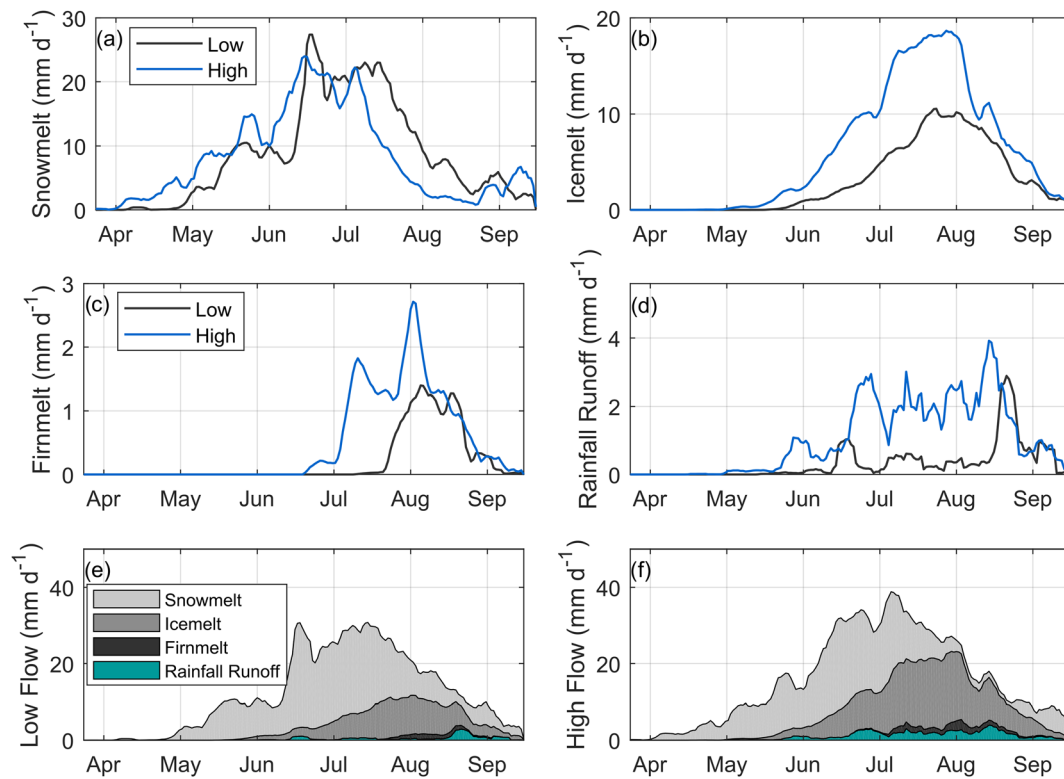 (a)
Low
High
Snowmelt (mm d⁻¹)
30
20
10
0
Apr May Jun Jul Aug Sep
(b)
Icemelt (mm d⁻¹)
20
10
0
Apr May Jun Jul Aug Sep
(c)
Low
High
Firnmelt (mm d⁻¹)
3
2
1
0
Apr May Jun Jul Aug Sep
(d)
Rainfall Runoff (mm d⁻¹)
4
2
0
Apr May Jun Jul Aug Sep
(e)
Snowmelt
Icemelt
Firnmelt
Rainfall Runoff
Low Flow (mm d⁻¹)
40
20
0
Apr May Jun Jul Aug Sep
(f)
High Flow (mm d⁻¹)
40
20
0
Apr May Jun Jul Aug Sep